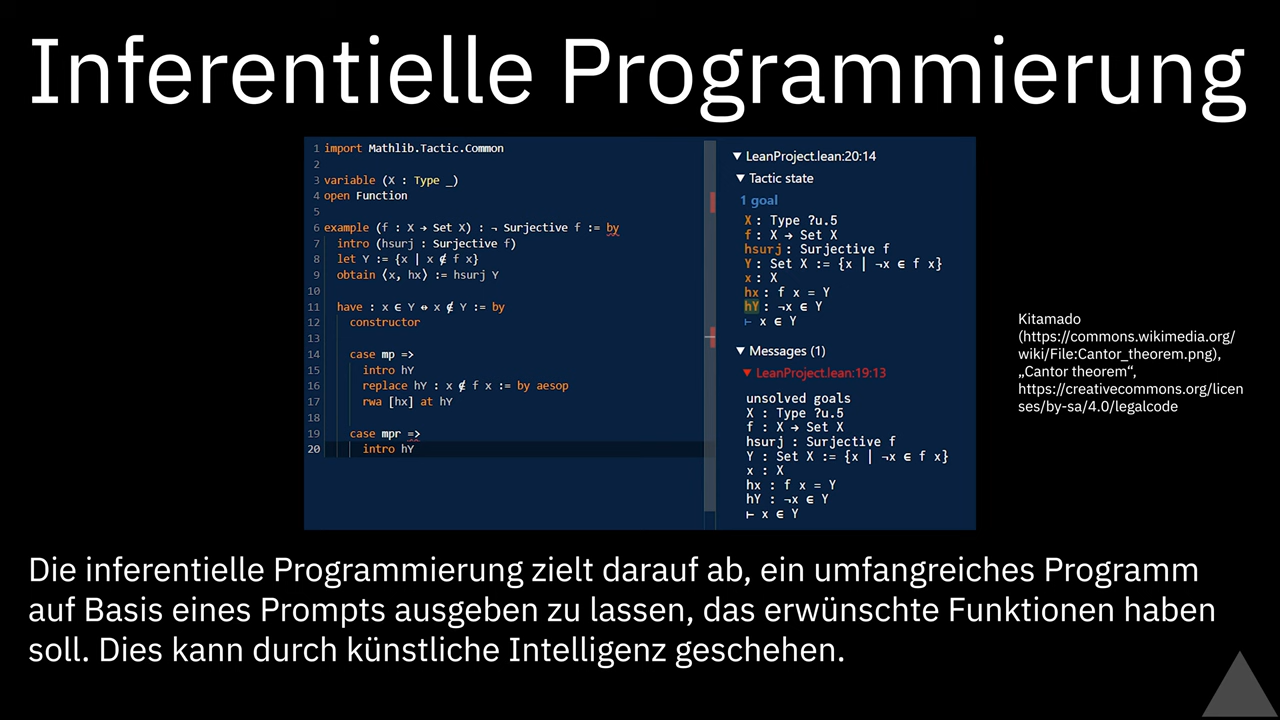 Inferentielle Programmierung
1 import Mathlib.Tactic.Common
2
3 variable (X : Type _)
4 open Function
5
6 example (f : X → Set X) : ¬ Surjective f := by
7 intro (hsurj : Surjective f)
8 let Y := {x | x ∉ f x}
9 obtain ⟨x, hx⟩ := hsurj Y
10
11 have : x ∈ Y ↔ x ∉ Y := by
12 constructor
13
14 case mp =>
15 intro hY
16 replace hY : x ∉ f x := by aesop
17 rwa [hx] at hY
18
19 case mpr =>
20 intro hY
▼ LeanProject.lean:20:14
▼ Tactic state
1 goal
X : Type ?u.5
f : X → Set X
hsurj : Surjective f
Y : Set X := {x | ¬x ∈ f x}
x : X
hx : f x = Y
hY : ¬x ∈ Y
⊢ x ∈ Y
▼ Messages (1)
▼ LeanProject.lean:19:13
unsolved goals
X : Type ?u.5
f : X → Set X
hsurj : Surjective f
Y : Set X := {x | ¬x ∈ f x}
x : X
hx : f x = Y
hY : ¬x ∈ Y
⊢ x ∈ Y
Kitamado
(https://commons.wikimedia.org/
wiki/File:Cantor_theorem.png),
„Cantor theorem“,
https://creativecommons.org/licen
ses/by-sa/4.0/legalcode
Die inferentielle Programmierung zielt darauf ab, ein umfangreiches Programm
auf Basis eines Prompts ausgeben zu lassen, das erwünschte Funktionen haben
soll. Dies kann durch künstliche Intelligenz geschehen.